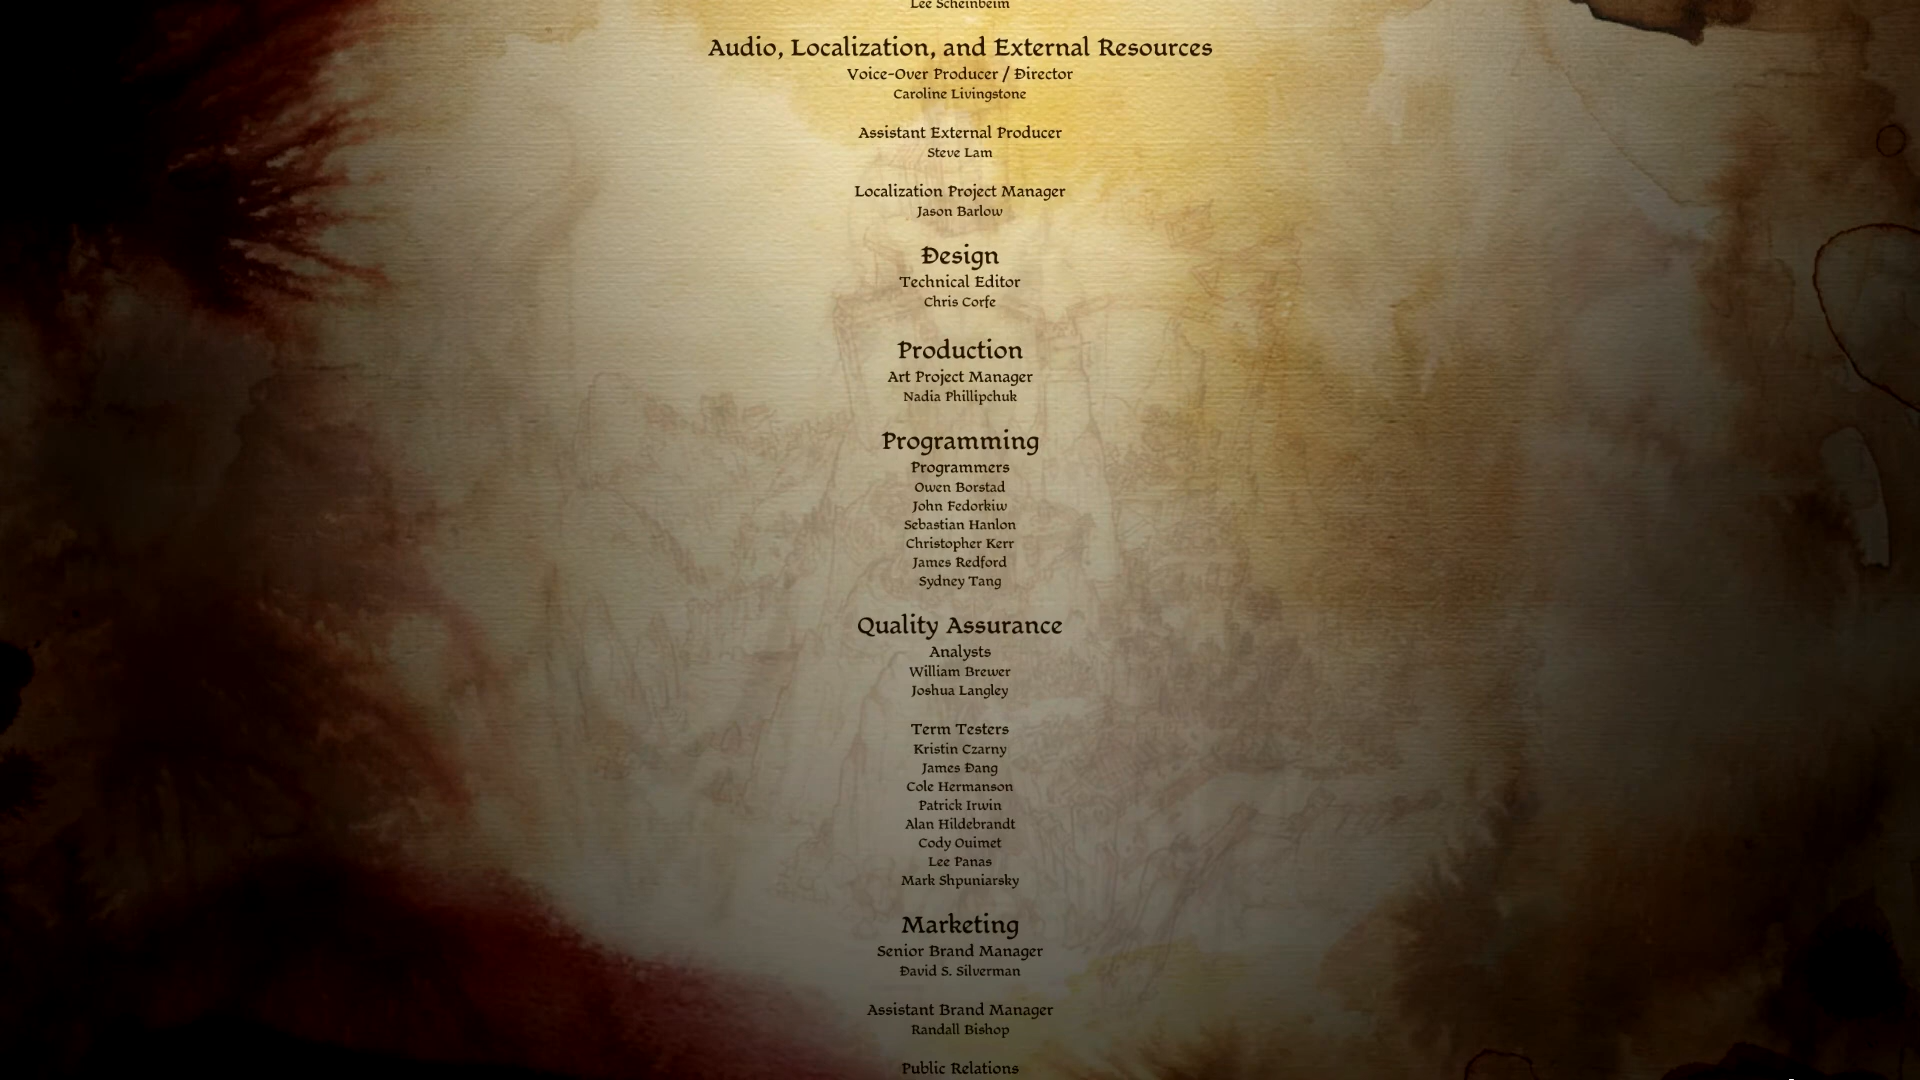 Lee Scheinbeim
Audio, Localization, and External Resources
Voice-Over Producer / Director
Caroline Livingstone
Assistant External Producer
Steve Lam
Localization Project Manager
Jason Barlow
Design
Technical Editor
Chris Corfe
Production
Art Project Manager
Nadia Phillipchuk
Programming
Programmers
Owen Borstad
John Fedorkiw
Sebastian Hanlon
Christopher Kerr
James Redford
Sydney Tang
Quality Assurance
Analysts
William Brewer
Joshua Langley
Term Testers
Kristin Czarny
James Dang
Cole Hermanson
Patrick Irwin
Alan Hildebrandt
Cody Ouimet
Lee Panas
Mark Shpuniarsky
Marketing
Senior Brand Manager
David S. Silverman
Assistant Brand Manager
Randall Bishop
Public Relations